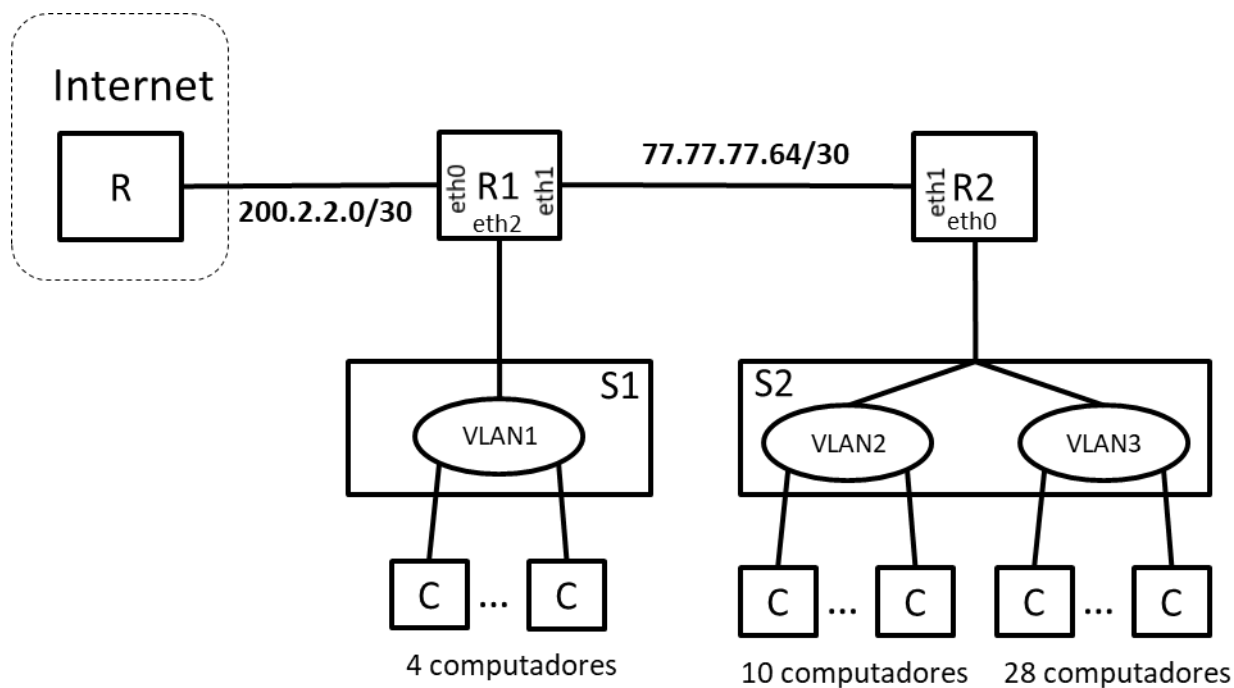 Internet
R
200.2.2.0/30
eth0
R1
eth1
eth2
77.77.77.64/30
eth1
R2
eth0
S1
VLAN1
C ... C
4 computadores
S2
VLAN2
VLAN3
C ... C
C ... C
10 computadores
28 computadores